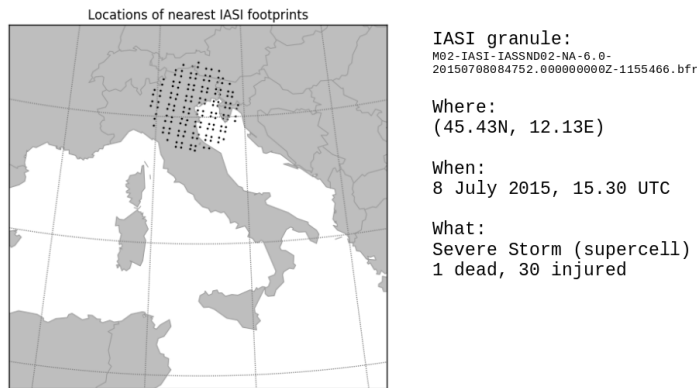 Locations of nearest IASI footprints
IASI granule:
M02-IASI-IASSND02-NA-6.0-
20150708084752.000000000Z-1155466.bfr
Where:
(45.43N, 12.13E)
When:
8 July 2015, 15.30 UTC
What:
Severe Storm (supercell)
1 dead, 30 injured